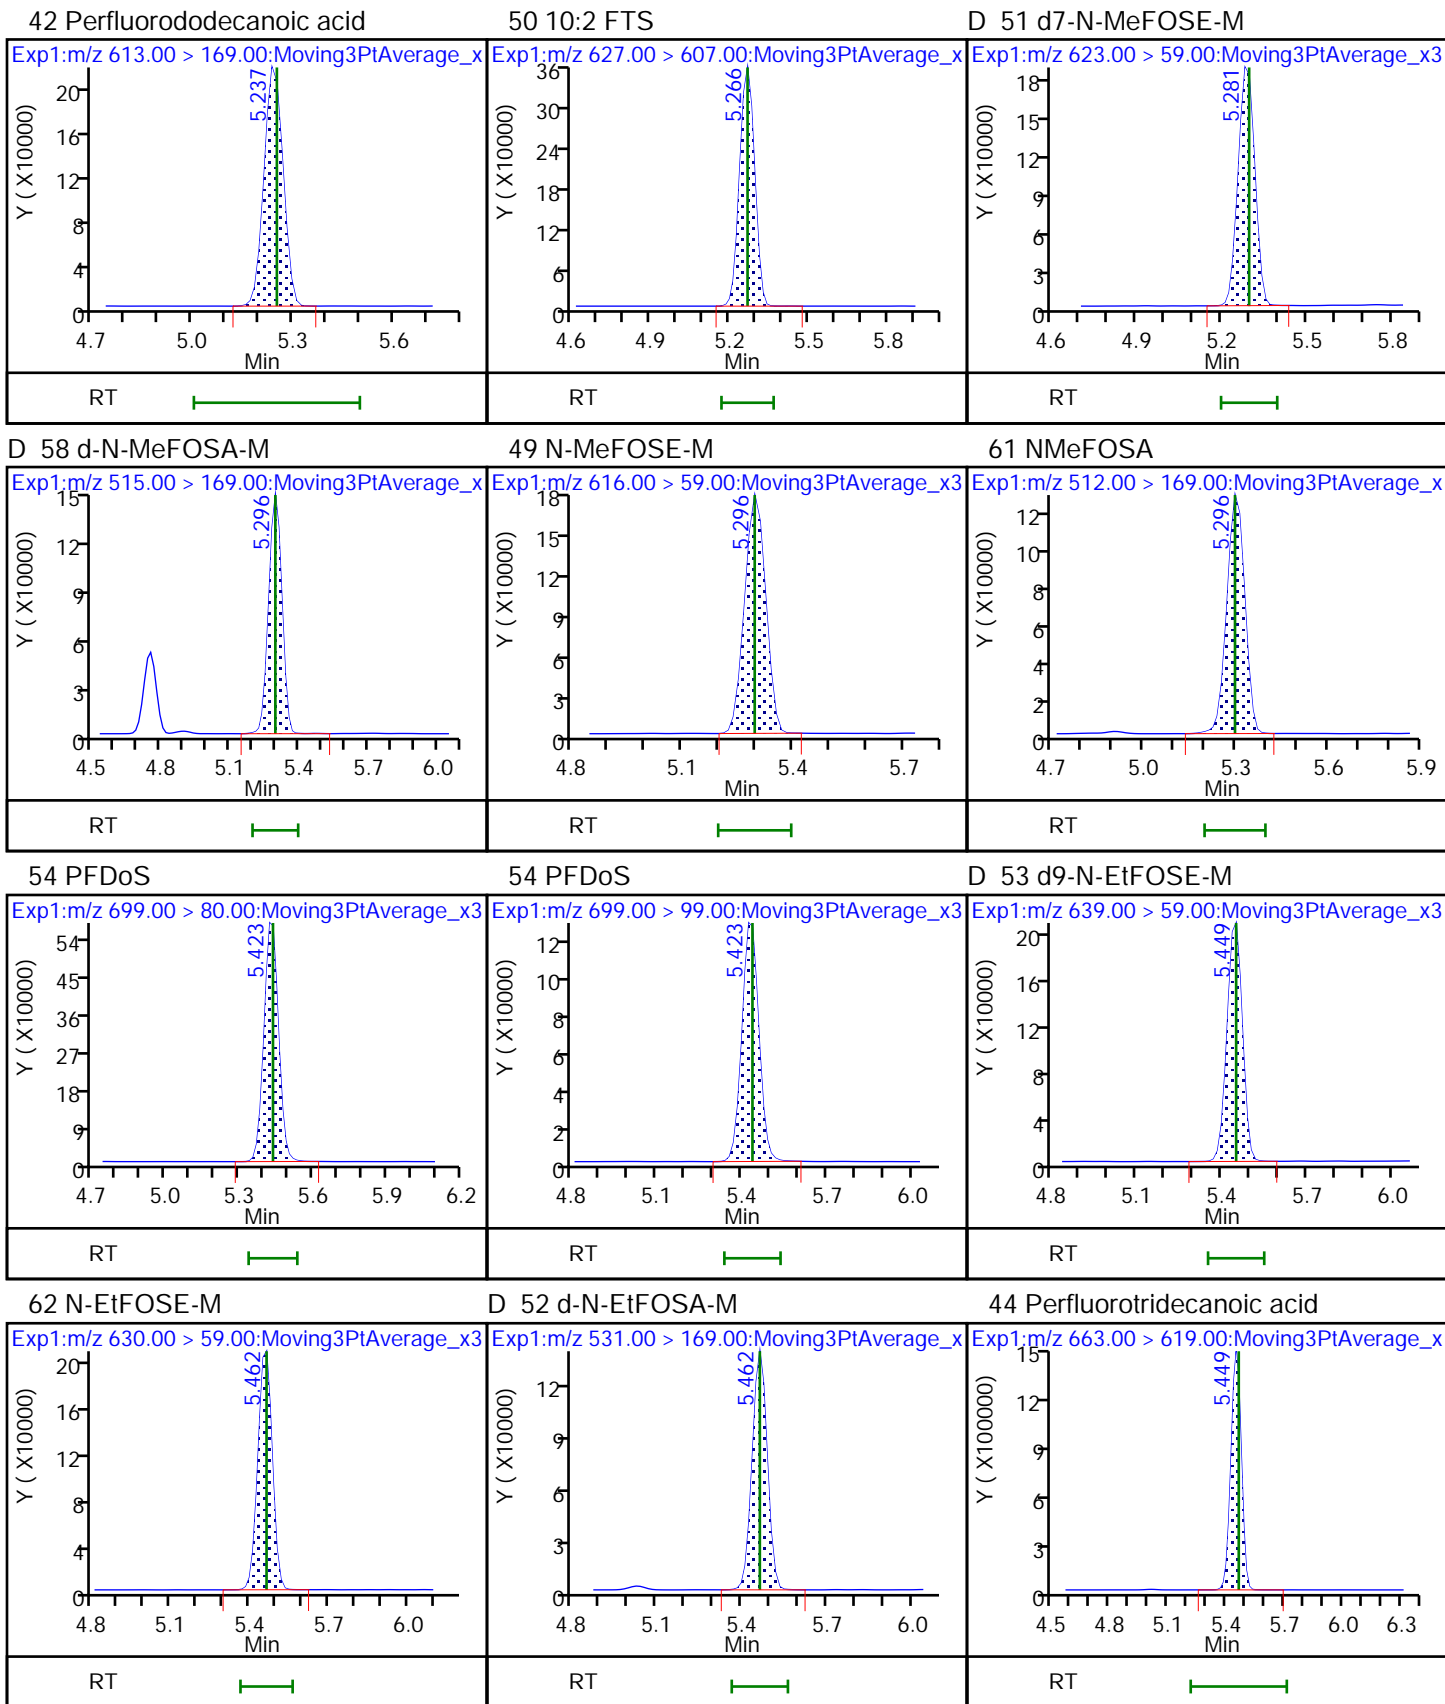 42 Perfluorododecanoic acid
Exp1:m/z 613.00 > 169.00:Moving3PtAverage_x
5.237
Y ( X10000)
20
16
12
8
4
0
4.7 5.0 5.3 5.6
Min
RT
50 10:2 FTS
Exp1:m/z 627.00 > 607.00:Moving3PtAverage_x
5.266
Y ( X10000)
36
30
24
18
12
6
0
4.6 4.9 5.2 5.5 5.8
Min
RT
D 51 d7-N-MeFOSE-M
Exp1:m/z 623.00 > 59.00:Moving3PtAverage_x3
5.281
Y ( X10000)
18
15
12
9
6
3
0
4.6 4.9 5.2 5.5 5.8
Min
RT
D 58 d-N-MeFOSA-M
Exp1:m/z 515.00 > 169.00:Moving3PtAverage_x
5.296
Y ( X10000)
15
12
9
6
3
0
4.5 4.8 5.1 5.4 5.7 6.0
Min
RT
49 N-MeFOSE-M
Exp1:m/z 616.00 > 59.00:Moving3PtAverage_x3
5.296
Y ( X10000)
18
15
12
9
6
3
0
4.8 5.1 5.4 5.7
Min
RT
61 NMeFOSA
Exp1:m/z 512.00 > 169.00:Moving3PtAverage_x
5.296
Y ( X10000)
12
10
8
6
4
2
0
4.7 5.0 5.3 5.6 5.9
Min
RT
54 PFDoS
Exp1:m/z 699.00 > 80.00:Moving3PtAverage_x3
5.423
Y ( X10000)
54
45
36
27
18
9
0
4.7 5.0 5.3 5.6 5.9 6.2
Min
RT
54 PFDoS
Exp1:m/z 699.00 > 99.00:Moving3PtAverage_x3
5.423
Y ( X10000)
12
10
8
6
4
2
0
4.8 5.1 5.4 5.7 6.0
Min
RT
D 53 d9-N-EtFOSE-M
Exp1:m/z 639.00 > 59.00:Moving3PtAverage_x3
5.449
Y ( X10000)
20
16
12
8
4
0
4.8 5.1 5.4 5.7 6.0
Min
RT
62 N-EtFOSE-M
Exp1:m/z 630.00 > 59.00:Moving3PtAverage_x3
5.462
Y ( X10000)
20
16
12
8
4
0
4.8 5.1 5.4 5.7 6.0
Min
RT
D 52 d-N-EtFOSA-M
Exp1:m/z 531.00 > 169.00:Moving3PtAverage_x
5.462
Y ( X10000)
12
9
6
3
0
4.8 5.1 5.4 5.7 6.0
Min
RT
44 Perfluorotridecanoic acid
Exp1:m/z 663.00 > 619.00:Moving3PtAverage_x
5.449
Y ( X100000)
15
12
9
6
3
0
4.5 4.8 5.1 5.4 5.7 6.0 6.3
Min
RT